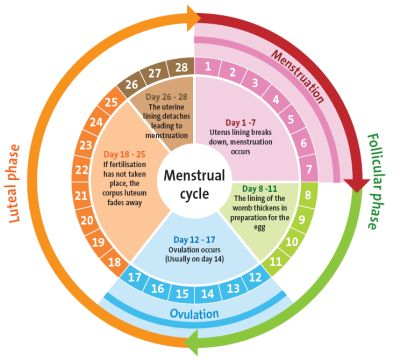 Menstrual
cycle
Day 1 -7
Uterus lining breaks
down, menstruation
occurs
Day 8 -11
The lining of the
womb thickens in
preparation for the
egg
Day 12 - 17
Ovulation occurs
(Usually on day 14)
Day 18 - 25
If fertilisation
has not taken
place, the
corpus luteum
fades away
Day 26 - 28
The uterine
lining detaches
leading to
menstruation
1
2
3
4
5
6
7
8
9
10
11
12
13
14
15
16
17
18
19
20
21
22
23
24
25
26
27
28
Menstruation
Follicular phase
Ovulation
Luteal phase